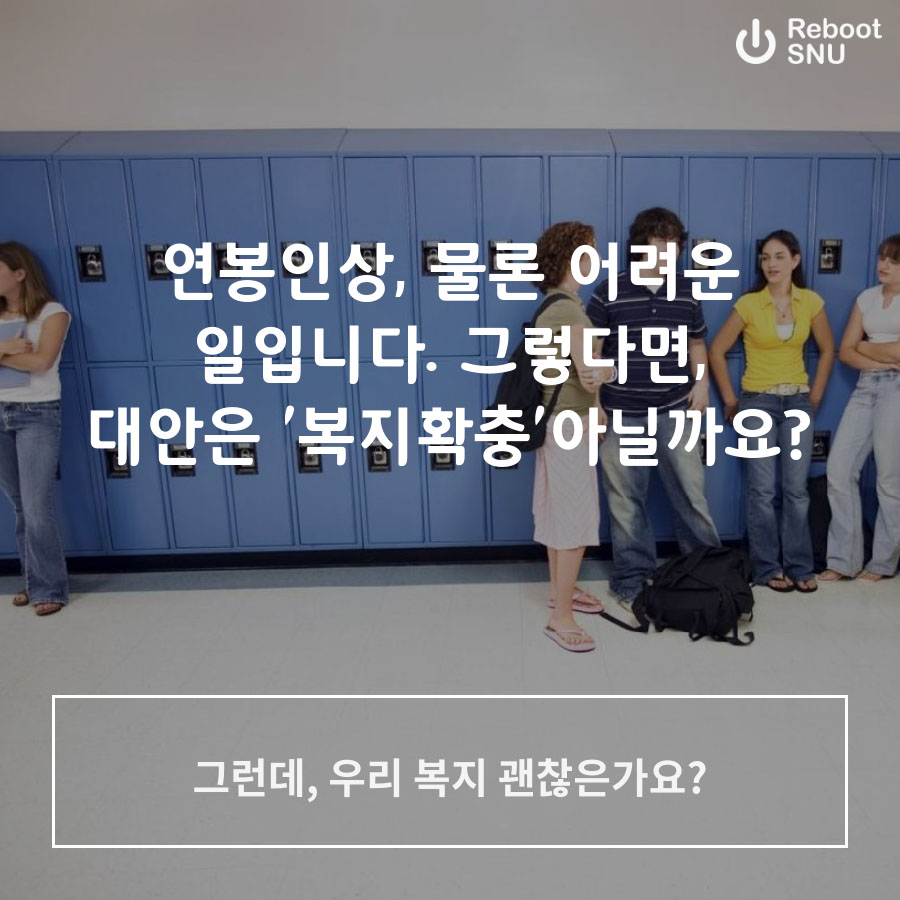 Reboot
SNU
연봉인상, 물론 어려운
일입니다. 그렇다면,
대안은 '복지확충'아닐까요?
그런데, 우리 복지 괜찮은가요?